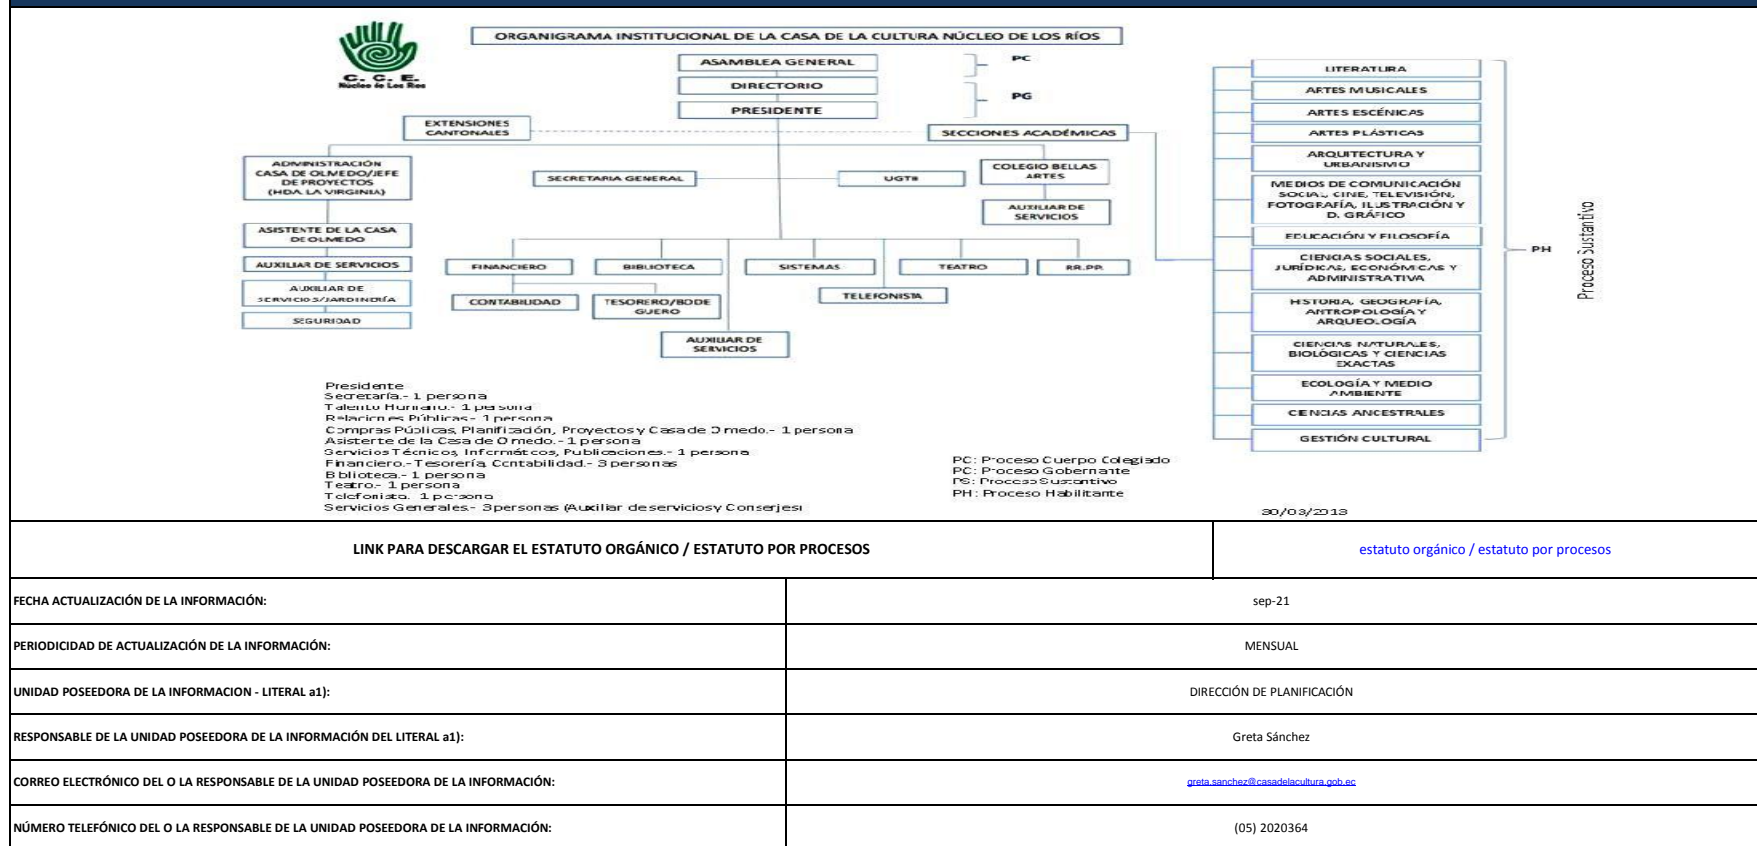 ORGANIGRAMA INSTITUCIONAL DE LA CASA DE LA CULTURA NÚCLEO DE LOS RÍOS
C. C. E.
Núcleo de Los Ríos
ASAMBLEA GENERAL
PC
DIRECTORIO
PG
PRESIDENTE
EXTENSIONES
CANTONALES
SECCIONES ACADÉMICAS
ADMINISTRACIÓN
CASA DE OLMEDO/JEFE
DE PROYECTOS
(HDA. LA VIRGINIA)
SECRETARIA GENERAL
UGTH
COLEGIO BELLAS
ARTES
AUXILIAR DE
SERVICIOS
ASISTENTE DE LA CASA
DE OLMEDO
AUXILIAR DE SERVICIOS
AUXILIAR DE
SERVICIOS/JARDINERÍA
SEGURIDAD
FINANCIERO
BIBLIOTECA
SISTEMAS
TEATRO
RR.PP.
CONTABILIDAD
TESORERO/BODE
GUERO
TELEFONISTA
AUXILIAR DE
SERVICIOS
LITERATURA
ARTES MUSICALES
ARTES ESCÉNICAS
ARTES PLÁSTICAS
ARQUITECTURA Y
URBANISMO
MEDIOS DE COMUNICACIÓN
SOCIAL, CINE, TELEVISIÓN,
FOTOGRAFÍA, ILUSTRACIÓN Y
D. GRÁFICO
EDUCACIÓN Y FILOSOFÍA
CIENCIAS SOCIALES,
JURÍDICAS, ECONÓMICAS Y
ADMINISTRATIVA
HISTORIA, GEOGRAFÍA,
ANTROPOLOGÍA Y
ARQUEOLOGÍA
CIENCIAS NATURALES,
BIOLÓGICAS Y CIENCIAS
EXACTAS
ECOLOGÍA Y MEDIO
AMBIENTE
CIENCIAS ANCESTRALES
GESTIÓN CULTURAL
PH
Proceso Sustantivo
Presidente
Secretaría.- 1 persona
Talento Humano.- 1 persona
Relaciones Públicas.- 1 persona
Compras Públicas, Planificación, Proyectos y Casa de Olmedo.- 1 persona
Asistente de la Casa de Olmedo.- 1 persona
Servicios Técnicos, Informáticos, Publicaciones.- 1 persona
Financiero.- Tesorería, Contabilidad.- 3 personas
Biblioteca.- 1 persona
Teatro.- 1 persona
Telefonista. 1 persona
Servicios Generales.- 3 personas (Auxiliar de servicios y Conserjes)
PC: Proceso Cuerpo Colegiado
PC: Proceso Gobernante
PS: Proceso Sustantivo
PH: Proceso Habilitante
30/03/2013
LINK PARA DESCARGAR EL ESTATUTO ORGÁNICO / ESTATUTO POR PROCESOS
estatuto orgánico / estatuto por procesos
FECHA ACTUALIZACIÓN DE LA INFORMACIÓN:
sep-21
PERIODICIDAD DE ACTUALIZACIÓN DE LA INFORMACIÓN:
MENSUAL
UNIDAD POSEEDORA DE LA INFORMACION - LITERAL a1):
DIRECCIÓN DE PLANIFICACIÓN
RESPONSABLE DE LA UNIDAD POSEEDORA DE LA INFORMACIÓN DEL LITERAL a1):
Greta Sánchez
CORREO ELECTRÓNICO DEL O LA RESPONSABLE DE LA UNIDAD POSEEDORA DE LA INFORMACIÓN:
greta.sanchez@casadelacultura.gob.ec
NÚMERO TELEFÓNICO DEL O LA RESPONSABLE DE LA UNIDAD POSEEDORA DE LA INFORMACIÓN:
(05) 2020364